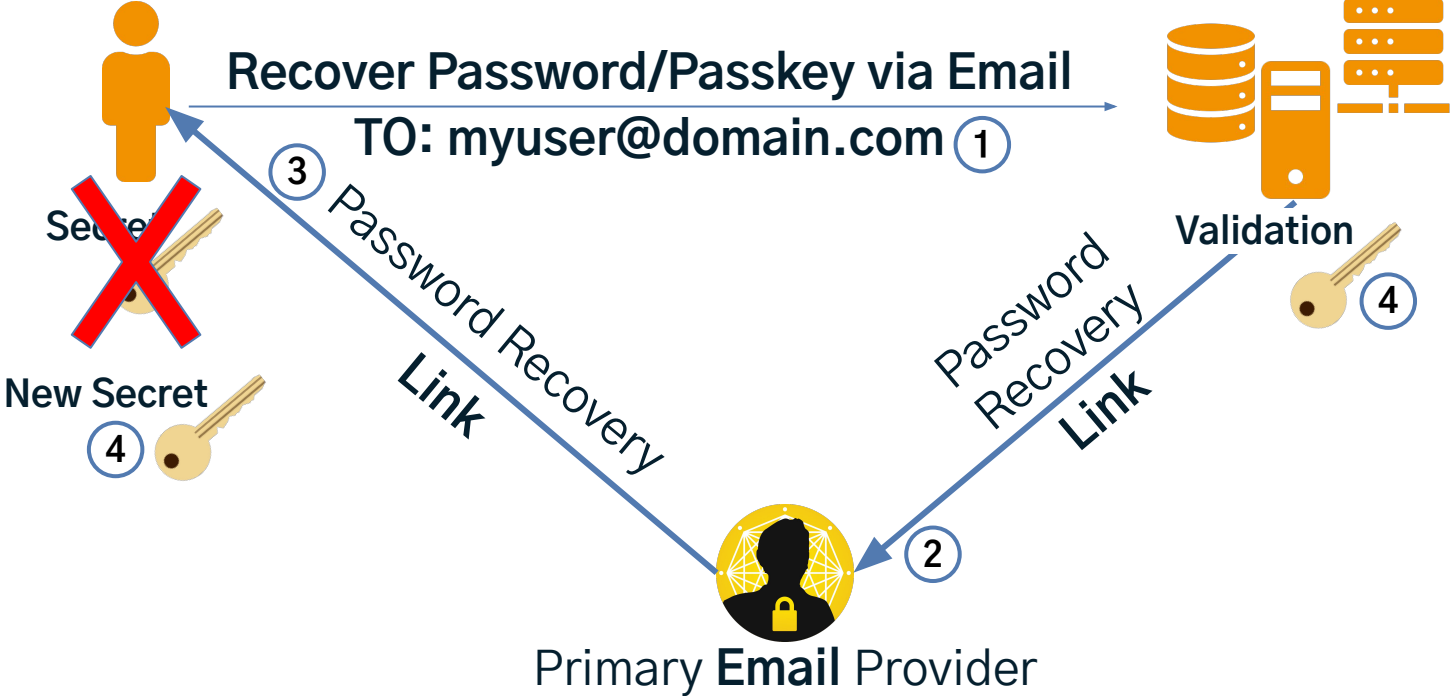 Recover Password/Passkey via Email
TO: myuser@domain.com 1
3
Password Recovery
Link
Secret
New Secret
4
Validation
4
Password
Recovery
Link
2
Primary Email Provider